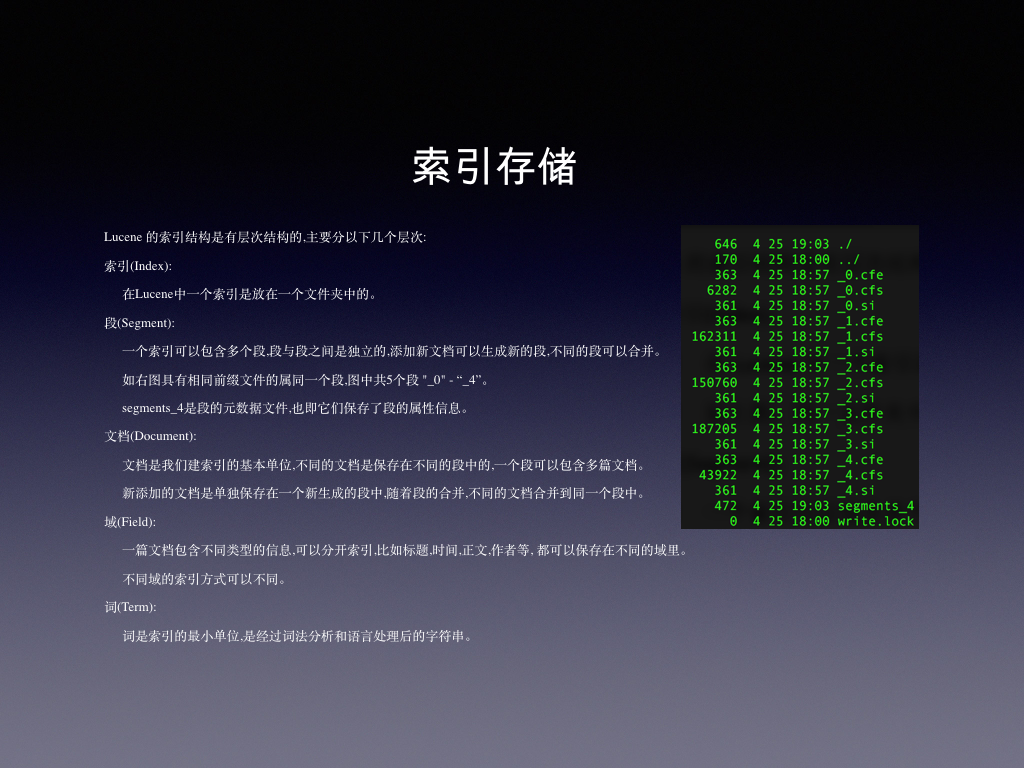 索引存储
Lucene 的索引结构是有层次结构的,主要分以下几个层次:
索引(Index):
在Lucene中一个索引是放在一个文件夹中的。
段(Segment):
一个索引可以包含多个段,段与段之间是独立的,添加新文档可以生成新的段,不同的段可以合并。
如右图具有相同前缀文件的属同一个段,图中共5个段 "_0" - “_4”。
segments_4是段的元数据文件,也即它们保存了段的属性信息。
文档(Document):
文档是我们建索引的基本单位,不同的文档是保存在不同的段中的,一个段可以包含多篇文档。
新添加的文档是单独保存在一个新生成的段中,随着段的合并,不同的文档合并到同一个段中。
域(Field):
一篇文档包含不同类型的信息,可以分开索引,比如标题,时间,正文,作者等, 都可以保存在不同的域里。
不同域的索引方式可以不同。
词(Term):
词是索引的最小单位,是经过词法分析和语言处理后的字符串。
646 4 25 19:03 ./
170 4 25 18:00 ../
363 4 25 18:57 _0.cfe
6282 4 25 18:57 _0.cfs
361 4 25 18:57 _0.si
363 4 25 18:57 _1.cfe
162311 4 25 18:57 _1.cfs
361 4 25 18:57 _1.si
363 4 25 18:57 _2.cfe
150760 4 25 18:57 _2.cfs
361 4 25 18:57 _2.si
363 4 25 18:57 _3.cfe
187205 4 25 18:57 _3.cfs
361 4 25 18:57 _3.si
363 4 25 18:57 _4.cfe
43922 4 25 18:57 _4.cfs
361 4 25 18:57 _4.si
472 4 25 19:03 segments_4
0 4 25 18:00 write.lock